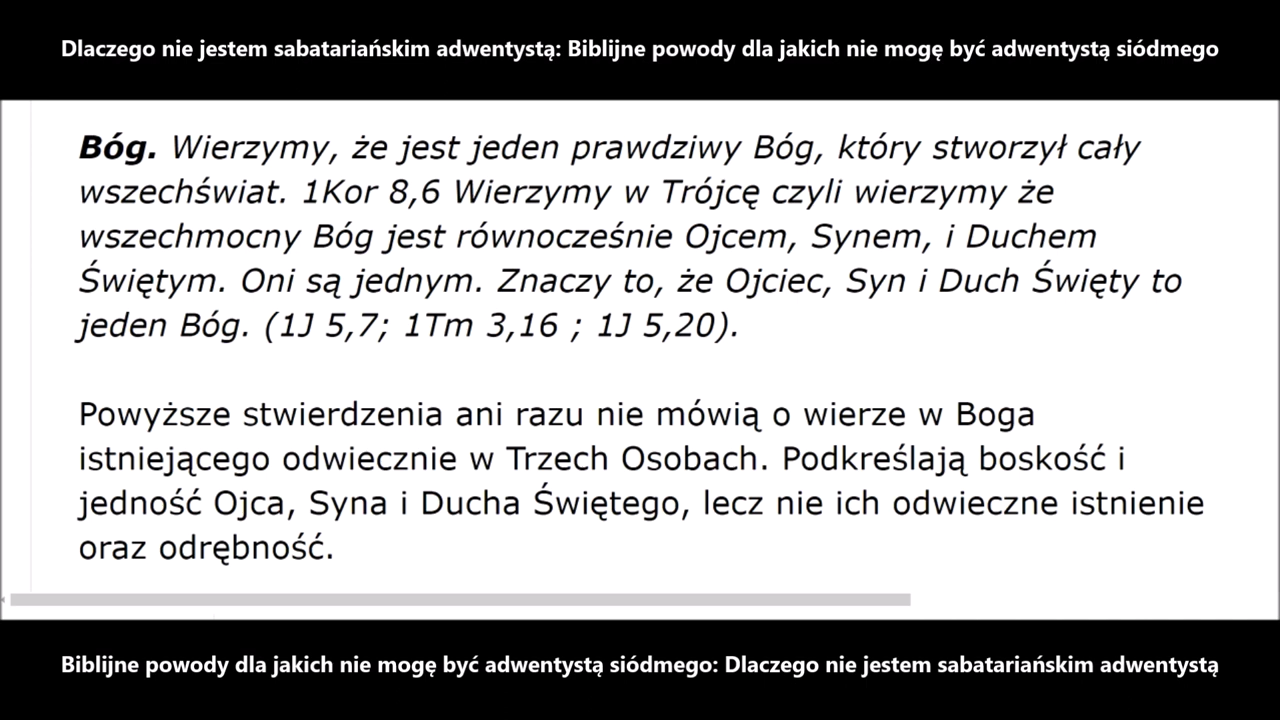 Dlaczego nie jestem sabatariańskim adwentystą: Biblijne powody dla jakich nie mogę być adwentystą siódmego
Bóg. Wierzymy, że jest jeden prawdziwy Bóg, który stworzył cały
wszechświat. 1Kor 8,6 Wierzymy w Trójcę czyli wierzymy że
wszechmocny Bóg jest równocześnie Ojcem, Synem, i Duchem
Świętym. Oni są jednym. Znaczy to, że Ojciec, Syn i Duch Święty to
jeden Bóg. (1J 5,7; 1Tm 3,16 ; 1J 5,20).
Powyższe stwierdzenia ani razu nie mówią o wierze w Boga
istniejącego odwiecznie w Trzech Osobach. Podkreślają boskość i
jedność Ojca, Syna i Ducha Świętego, lecz nie ich odwieczne istnienie
oraz odrębność.
Biblijne powody dla jakich nie mogę być adwentystą siódmego: Dlaczego nie jestem sabatariańskim adwentystą